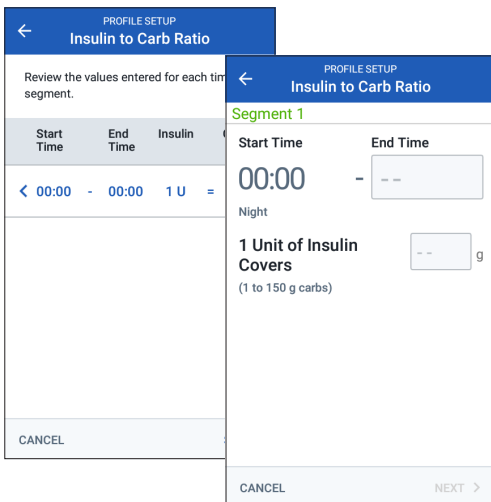 PROFILE SETUP
Insulin to Carb Ratio
Review the values entered for each
segment.
Start Time
End Time
Insulin
00:00 - 00:00 1 U =
CANCEL
PROFILE SETUP
Insulin to Carb Ratio
Segment 1
Start Time End Time
00:00 - --
Night
1 Unit of Insulin
Covers
-- g
(1 to 150 g carbs)
CANCEL NEXT